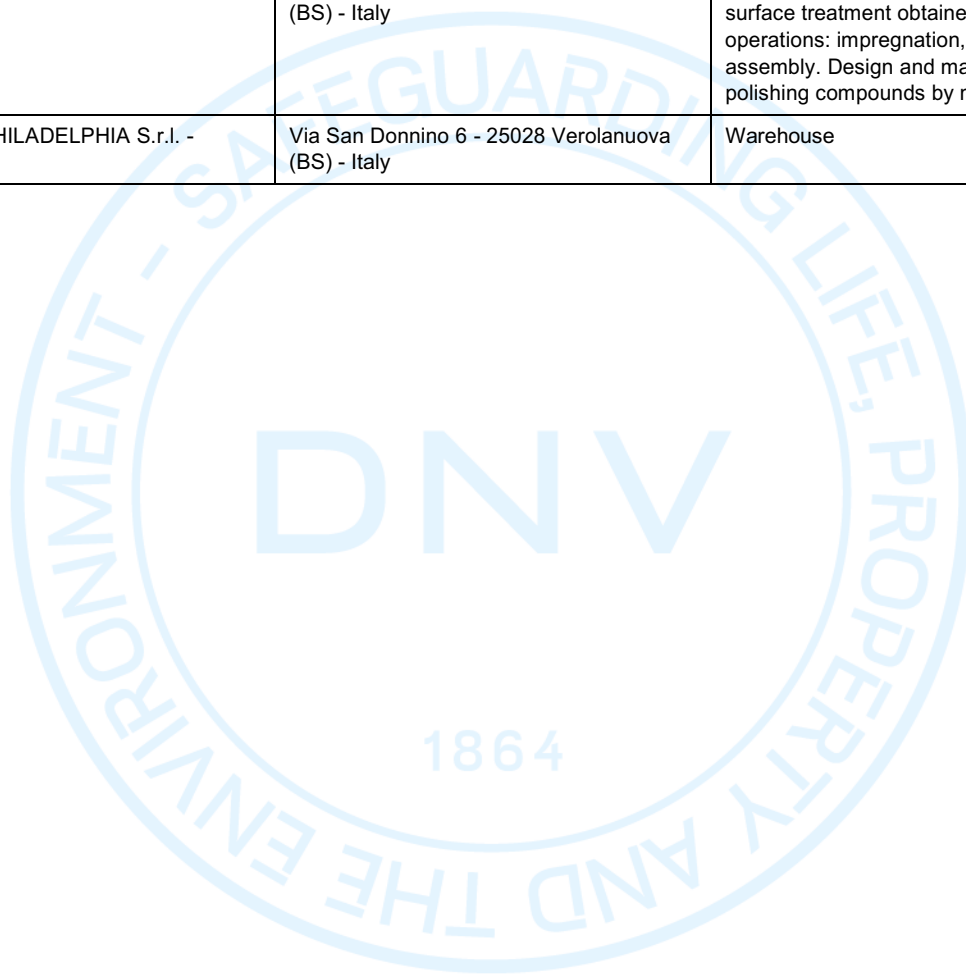 (BS) - Italy
surface treatment obtaine
operations: impregnation,
assembly. Design and ma
polishing compounds by
HILADELPHIA S.r.l. -
Via San Donnino 6 - 25028 Verolanuova
(BS) - Italy
Warehouse
SAFEGUARDING LIFE, PROPERTY AND THE ENVIRONMENT -
DNV
1864